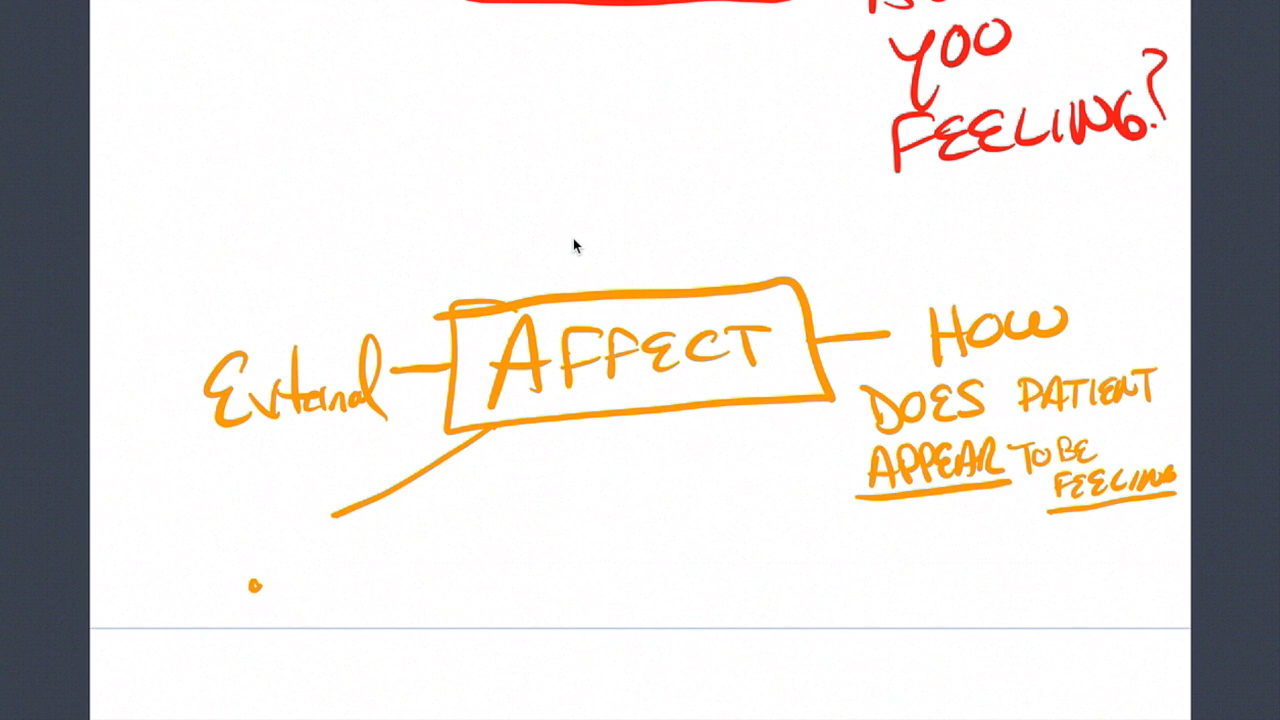 YOU
FEELING?
External
AFFECT
HOW
DOES PATIENT
APPEAR TO BE
FEELING